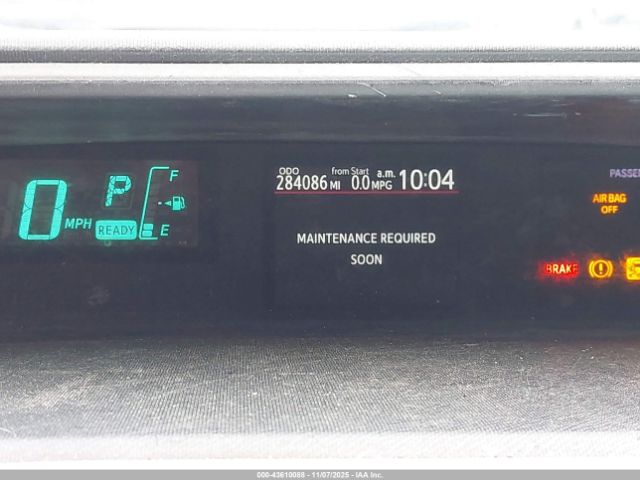 0 MPH
P
READY
F
E
ODO
284086 MI
from Start
0.0 MPG
a.m.
10:04
MAINTENANCE REQUIRED
SOON
AIR BAG
OFF
BRAKE
000-43610088 - 11/07/2025 - IAA Inc.